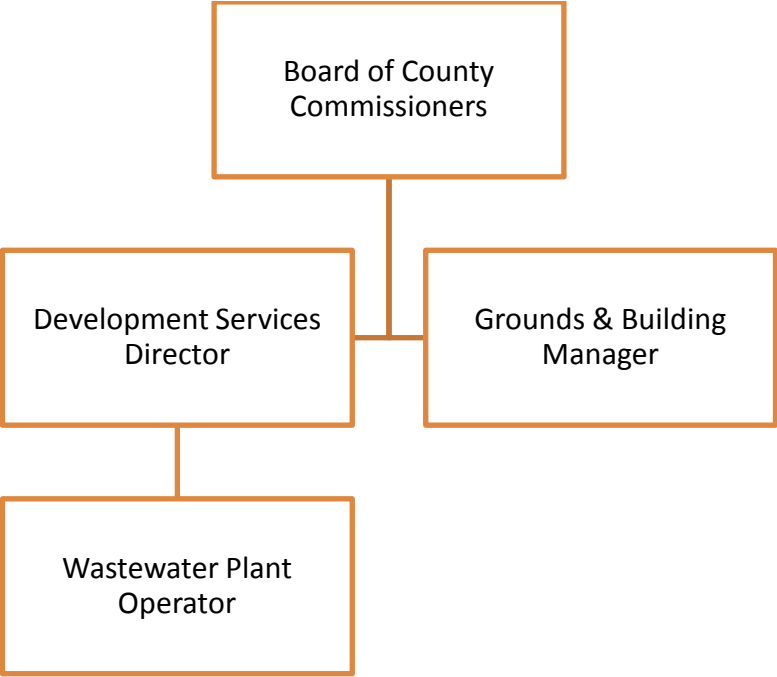 Board of County
Commissioners
Development Services
Director
Grounds & Building
Manager
Wastewater Plant
Operator